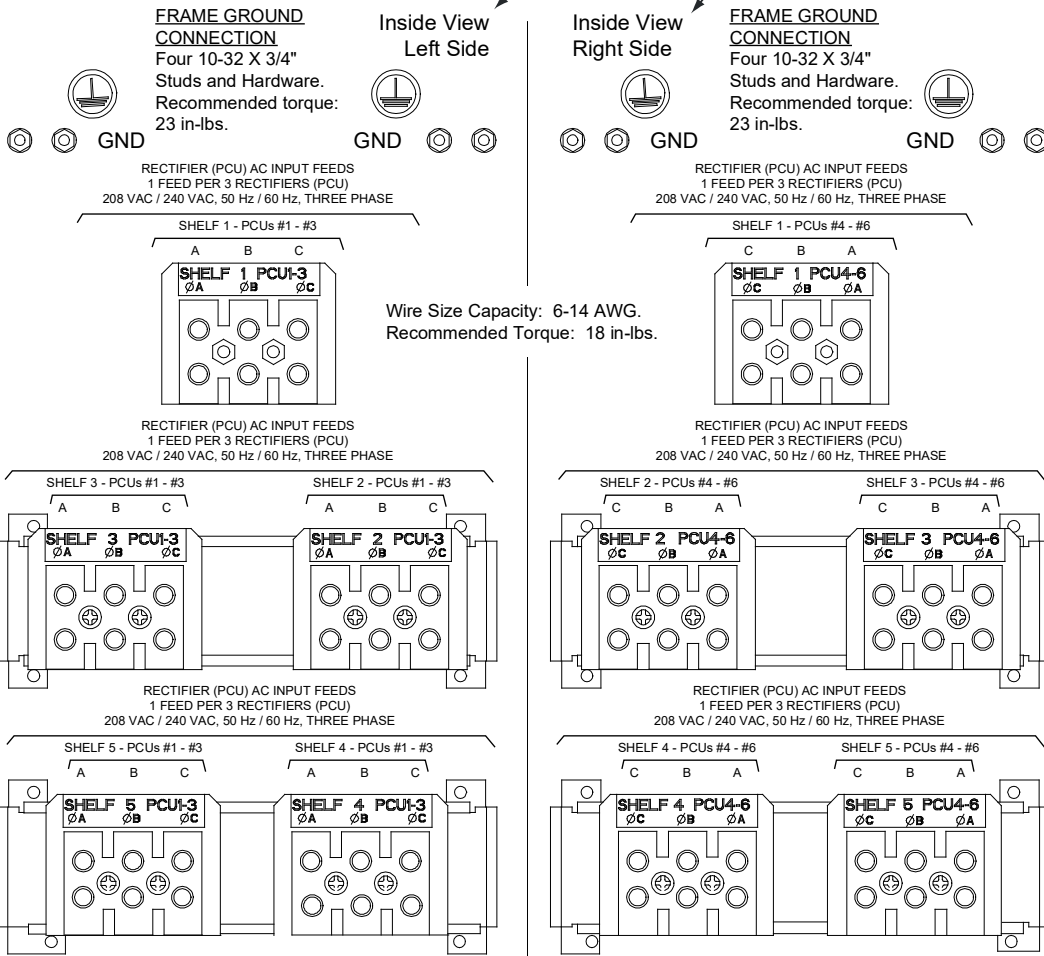 Inside View
Left Side
FRAME GROUND
CONNECTION
Four 10-32 X 3/4"
Studs and Hardware.
Recommended torque:
23 in-lbs.
GND
GND
RECTIFIER (PCU) AC INPUT FEEDS
1 FEED PER 3 RECTIFIERS (PCU)
208 VAC / 240 VAC, 50 Hz / 60 Hz, THREE PHASE
SHELF 1 - PCUs #1 - #3
A B C
SHELF 1 PCU1-3
ØA ØB ØC
Wire Size Capacity: 6-14 AWG.
Recommended Torque: 18 in-lbs.
RECTIFIER (PCU) AC INPUT FEEDS
1 FEED PER 3 RECTIFIERS (PCU)
208 VAC / 240 VAC, 50 Hz / 60 Hz, THREE PHASE
SHELF 3 - PCUs #1 - #3
A B C
SHELF 3 PCU1-3
ØA ØB ØC
SHELF 2 - PCUs #1 - #3
A B C
SHELF 2 PCU1-3
ØA ØB ØC
RECTIFIER (PCU) AC INPUT FEEDS
1 FEED PER 3 RECTIFIERS (PCU)
208 VAC / 240 VAC, 50 Hz / 60 Hz, THREE PHASE
SHELF 5 - PCUs #1 - #3
A B C
SHELF 5 PCU1-3
ØA ØB ØC
SHELF 4 - PCUs #1 - #3
A B C
SHELF 4 PCU1-3
ØA ØB ØC
Inside View
Right Side
FRAME GROUND
CONNECTION
Four 10-32 X 3/4"
Studs and Hardware.
Recommended torque:
23 in-lbs.
GND
GND
RECTIFIER (PCU) AC INPUT FEEDS
1 FEED PER 3 RECTIFIERS (PCU)
208 VAC / 240 VAC, 50 Hz / 60 Hz, THREE PHASE
SHELF 1 - PCUs #4 - #6
C B A
SHELF 1 PCU4-6
ØC ØB ØA
RECTIFIER (PCU) AC INPUT FEEDS
1 FEED PER 3 RECTIFIERS (PCU)
208 VAC / 240 VAC, 50 Hz / 60 Hz, THREE PHASE
SHELF 2 - PCUs #4 - #6
C B A
SHELF 2 PCU4-6
ØC ØB ØA
SHELF 3 - PCUs #4 - #6
C B A
SHELF 3 PCU4-6
ØC ØB ØA
RECTIFIER (PCU) AC INPUT FEEDS
1 FEED PER 3 RECTIFIERS (PCU)
208 VAC / 240 VAC, 50 Hz / 60 Hz, THREE PHASE
SHELF 4 - PCUs #4 - #6
C B A
SHELF 4 PCU4-6
ØC ØB ØA
SHELF 5 - PCUs #4 - #6
C B A
SHELF 5 PCU4-6
ØC ØB ØA